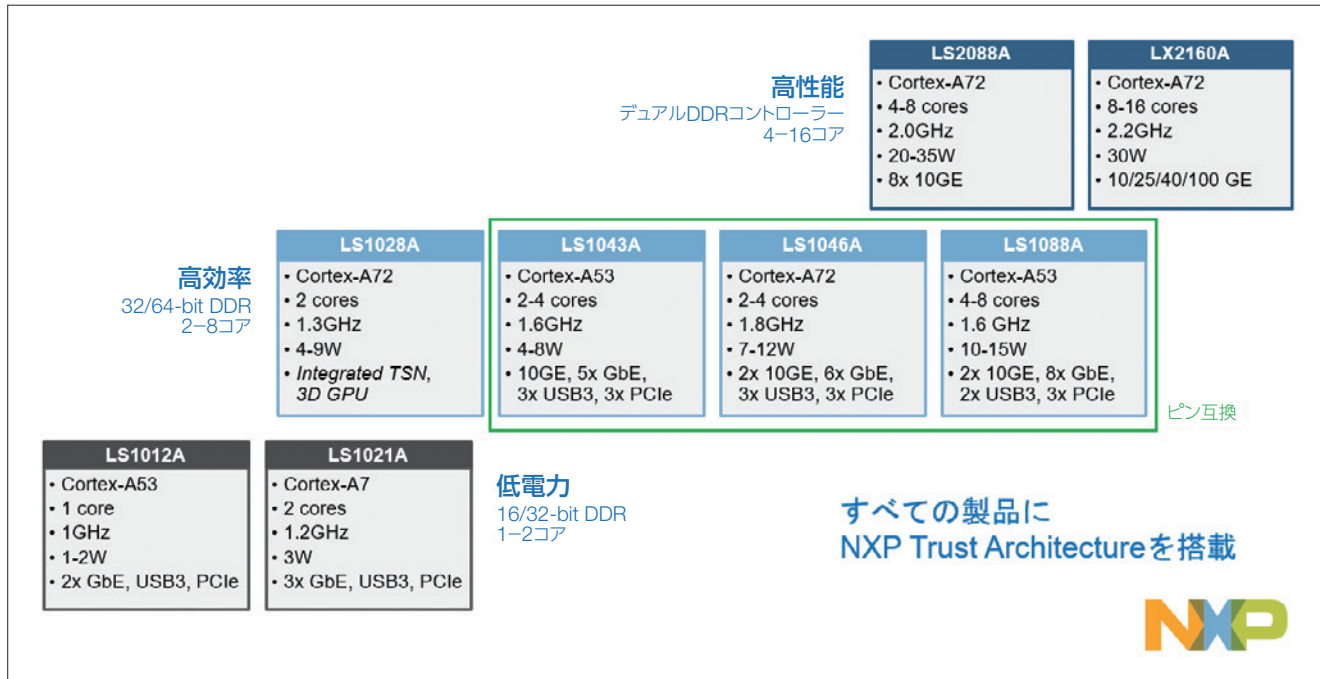 高性能
デュアルDDRコントローラー
4−16コア
LS2088A
• Cortex-A72
• 4-8 cores
• 2.0GHz
• 20-35W
• 8x 10GE
LX2160A
• Cortex-A72
• 8-16 cores
• 2.2GHz
• 30W
• 10/25/40/100 GE
高効率
32/64-bit DDR
2−8コア
LS1028A
• Cortex-A72
• 2 cores
• 1.3GHz
• 4-9W
• Integrated TSN,
3D GPU
LS1043A
• Cortex-A53
• 2-4 cores
• 1.6GHz
• 4-8W
• 10GE, 5x GbE,
3x USB3, 3x PCIe
LS1046A
• Cortex-A72
• 2-4 cores
• 1.8GHz
• 7-12W
• 2x 10GE, 6x GbE,
3x USB3, 3x PCIe
LS1088A
• Cortex-A53
• 4-8 cores
• 1.6 GHz
• 10-15W
• 2x 10GE, 8x GbE,
2x USB3, 3x PCIe
ピン互換
LS1012A
• Cortex-A53
• 1 core
• 1GHz
• 1-2W
• 2x GbE, USB3, PCIe
LS1021A
• Cortex-A7
• 2 cores
• 1.2GHz
• 3W
• 3x GbE, USB3, PCIe
低電力
16/32-bit DDR
1−2コア
すべての製品に
NXP Trust Architectureを搭載
NXP